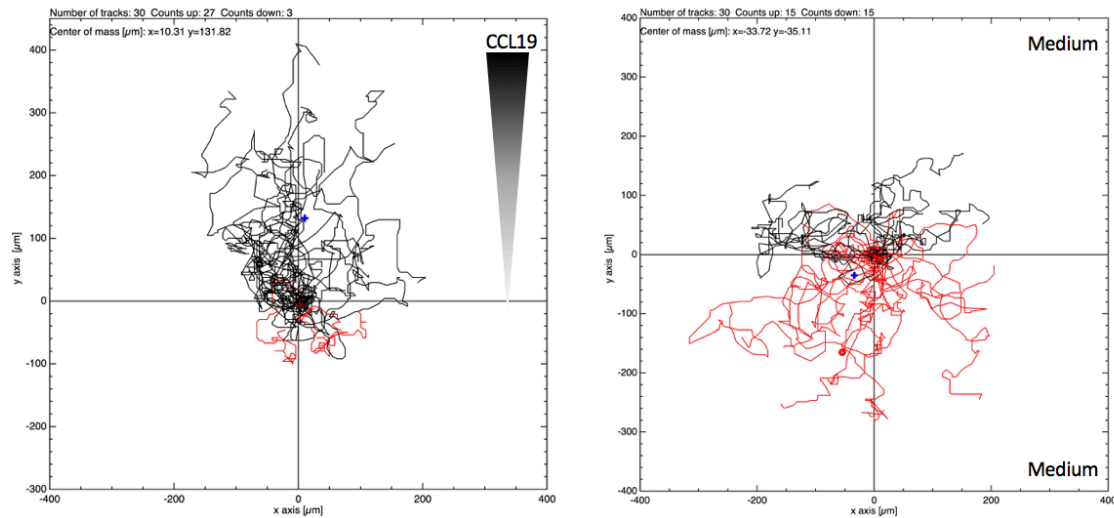 Number of tracks: 30 Counts up: 27 Counts down: 3
Center of mass [µm]: x=10.31 y=131.82
CCL19
400
300
200
100
0
-100
-200
-300
y axis [µm]
-400
-200
0
200
400
x axis [µm]
Number of tracks: 30 Counts up: 15 Counts down: 15
Center of mass [µm]: x=-33.72 y=-35.11
Medium
400
300
200
100
0
-100
-200
-300
-400
y axis [µm]
-400
-200
0
200
400
x axis [µm]
Medium